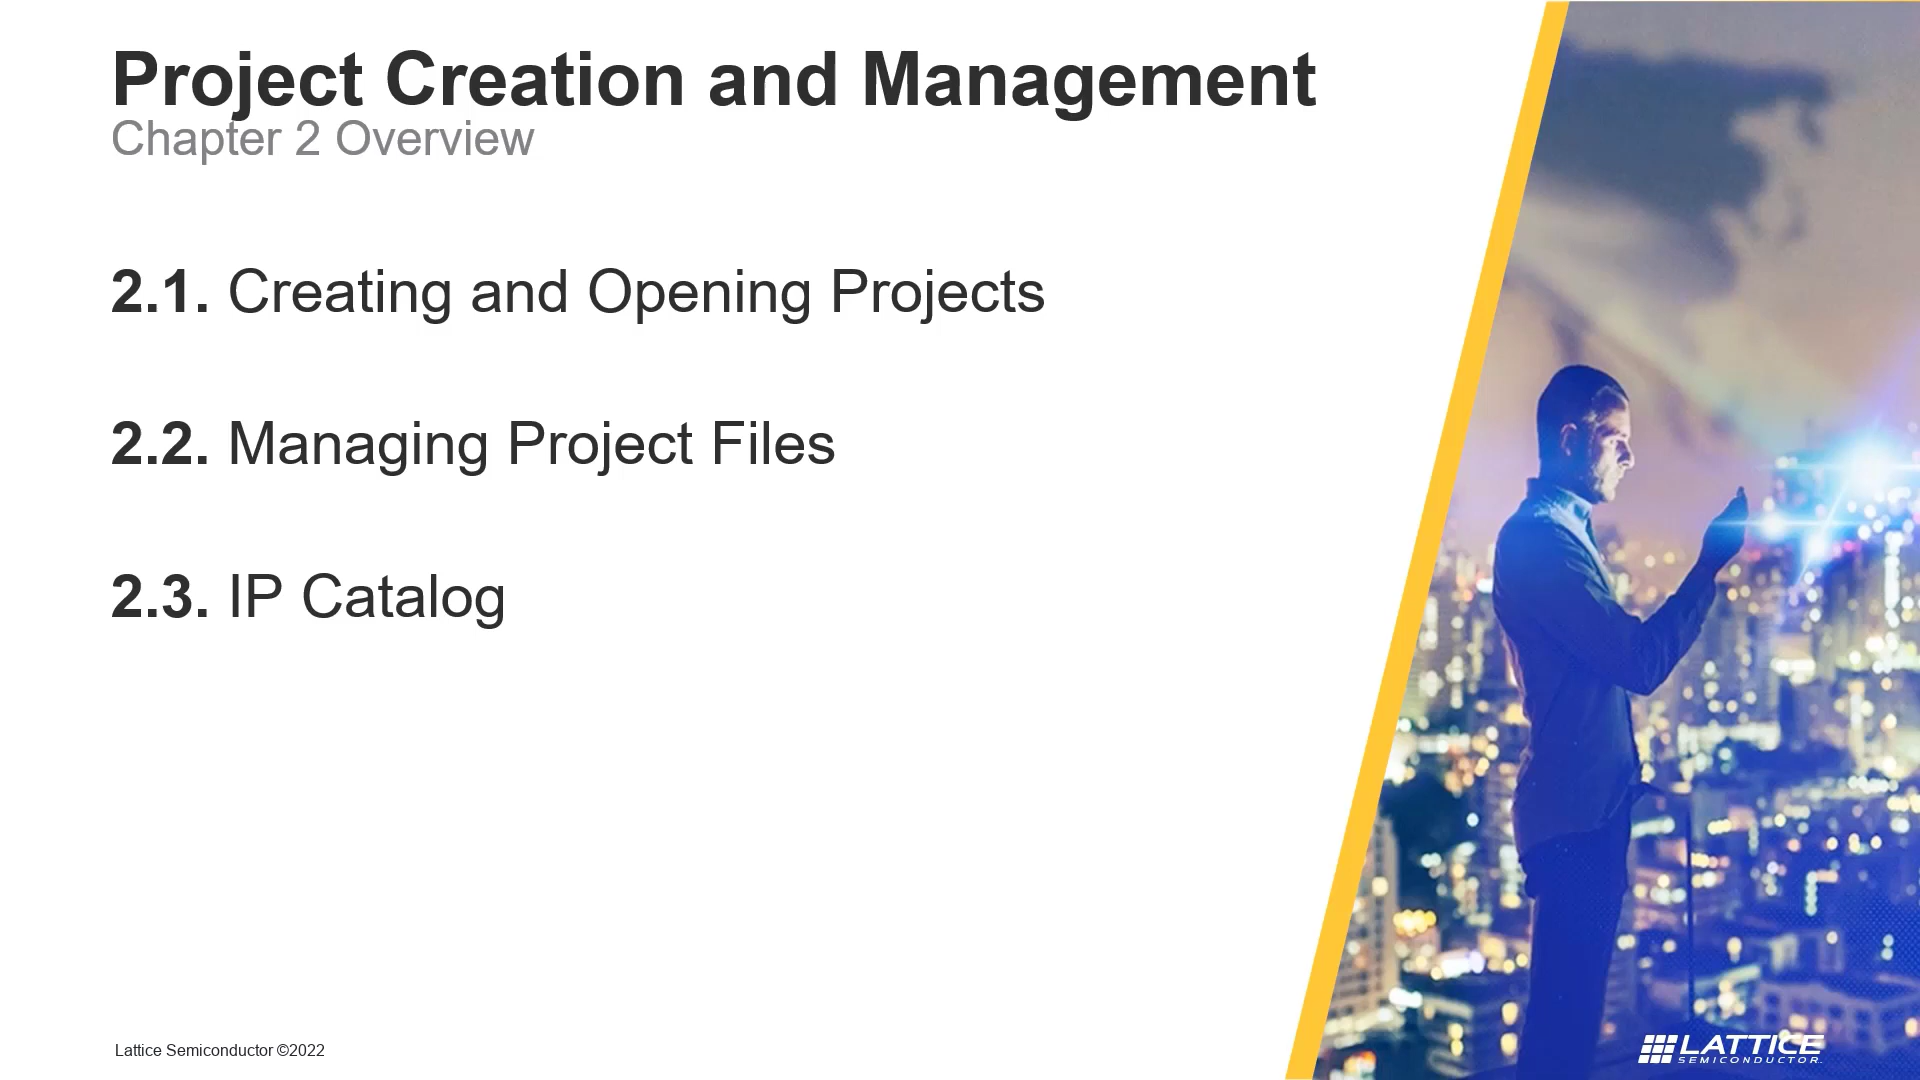 Project Creation and Management
Chapter 2 Overview
2.1. Creating and Opening Projects
2.2. Managing Project Files
2.3. IP Catalog
Lattice Semiconductor ©2022
LATTICE
SEMICONDUCTOR